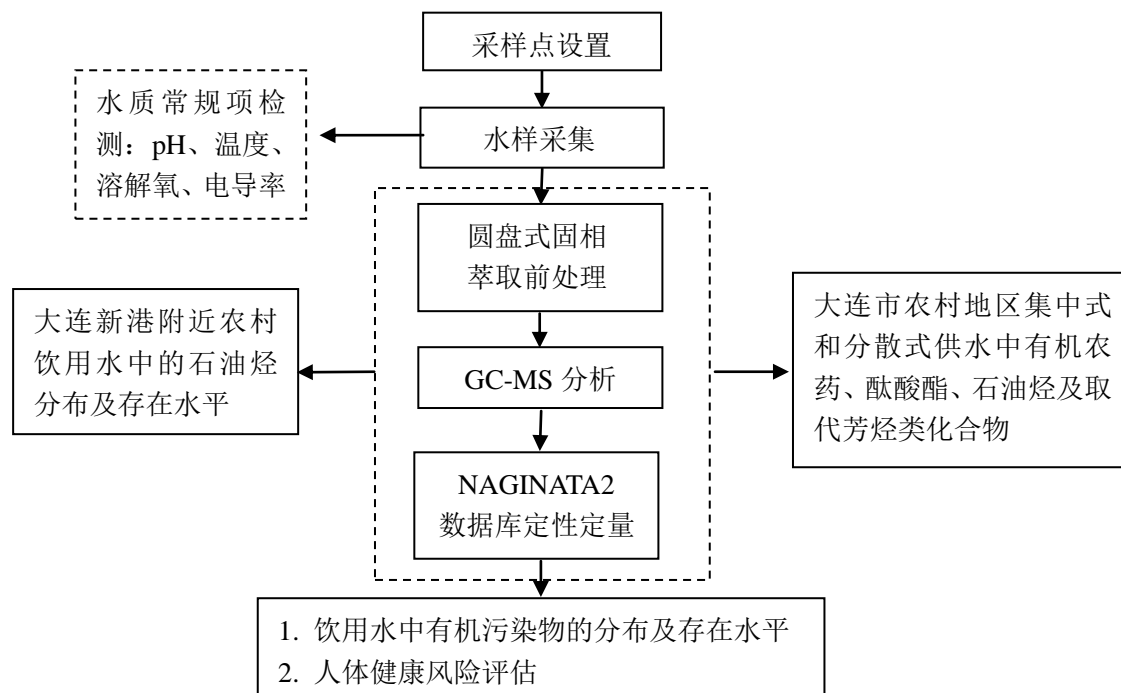 采样点设置
水质常规项检
测：pH、温度、
溶解氧、电导率
水样采集
圆盘式固相
萃取前处理
大连新港附近农村
饮用水中的石油烃
分布及存在水平
GC-MS 分析
大连市农村地区集中式
和分散式供水中有机农
药、酞酸酯、石油烃及取
代芳烃类化合物
NAGINATA2
数据库定性定量
1. 饮用水中有机污染物的分布及存在水平
2. 人体健康风险评估